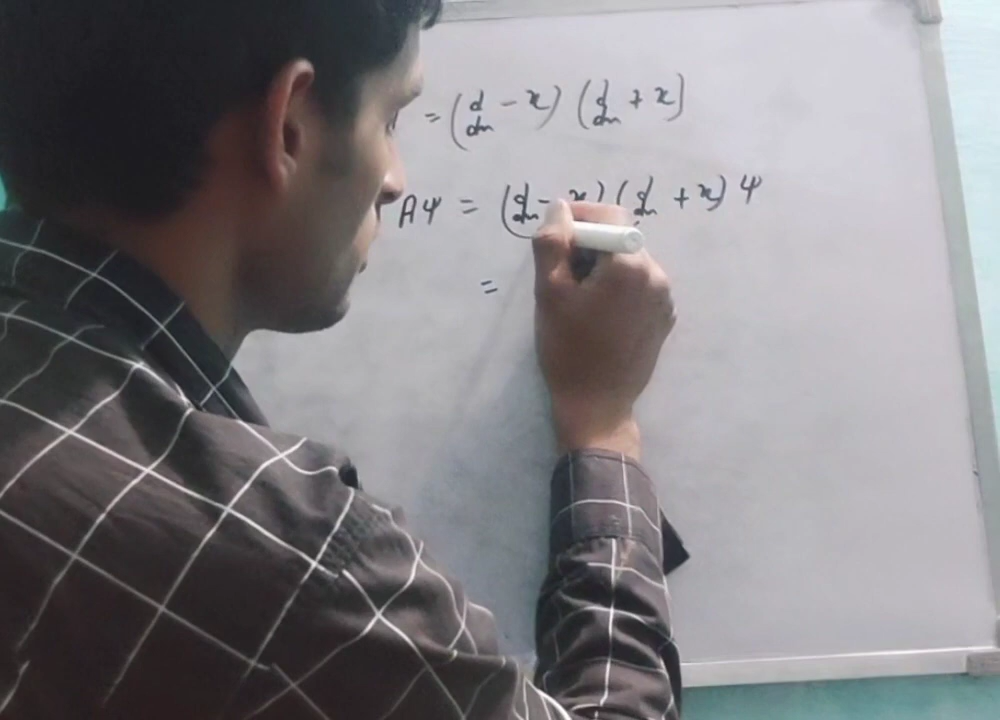 = (d/dx - x) (d/dx + x)
Aψ = (d/dx - x) (d/dx + x) ψ
=